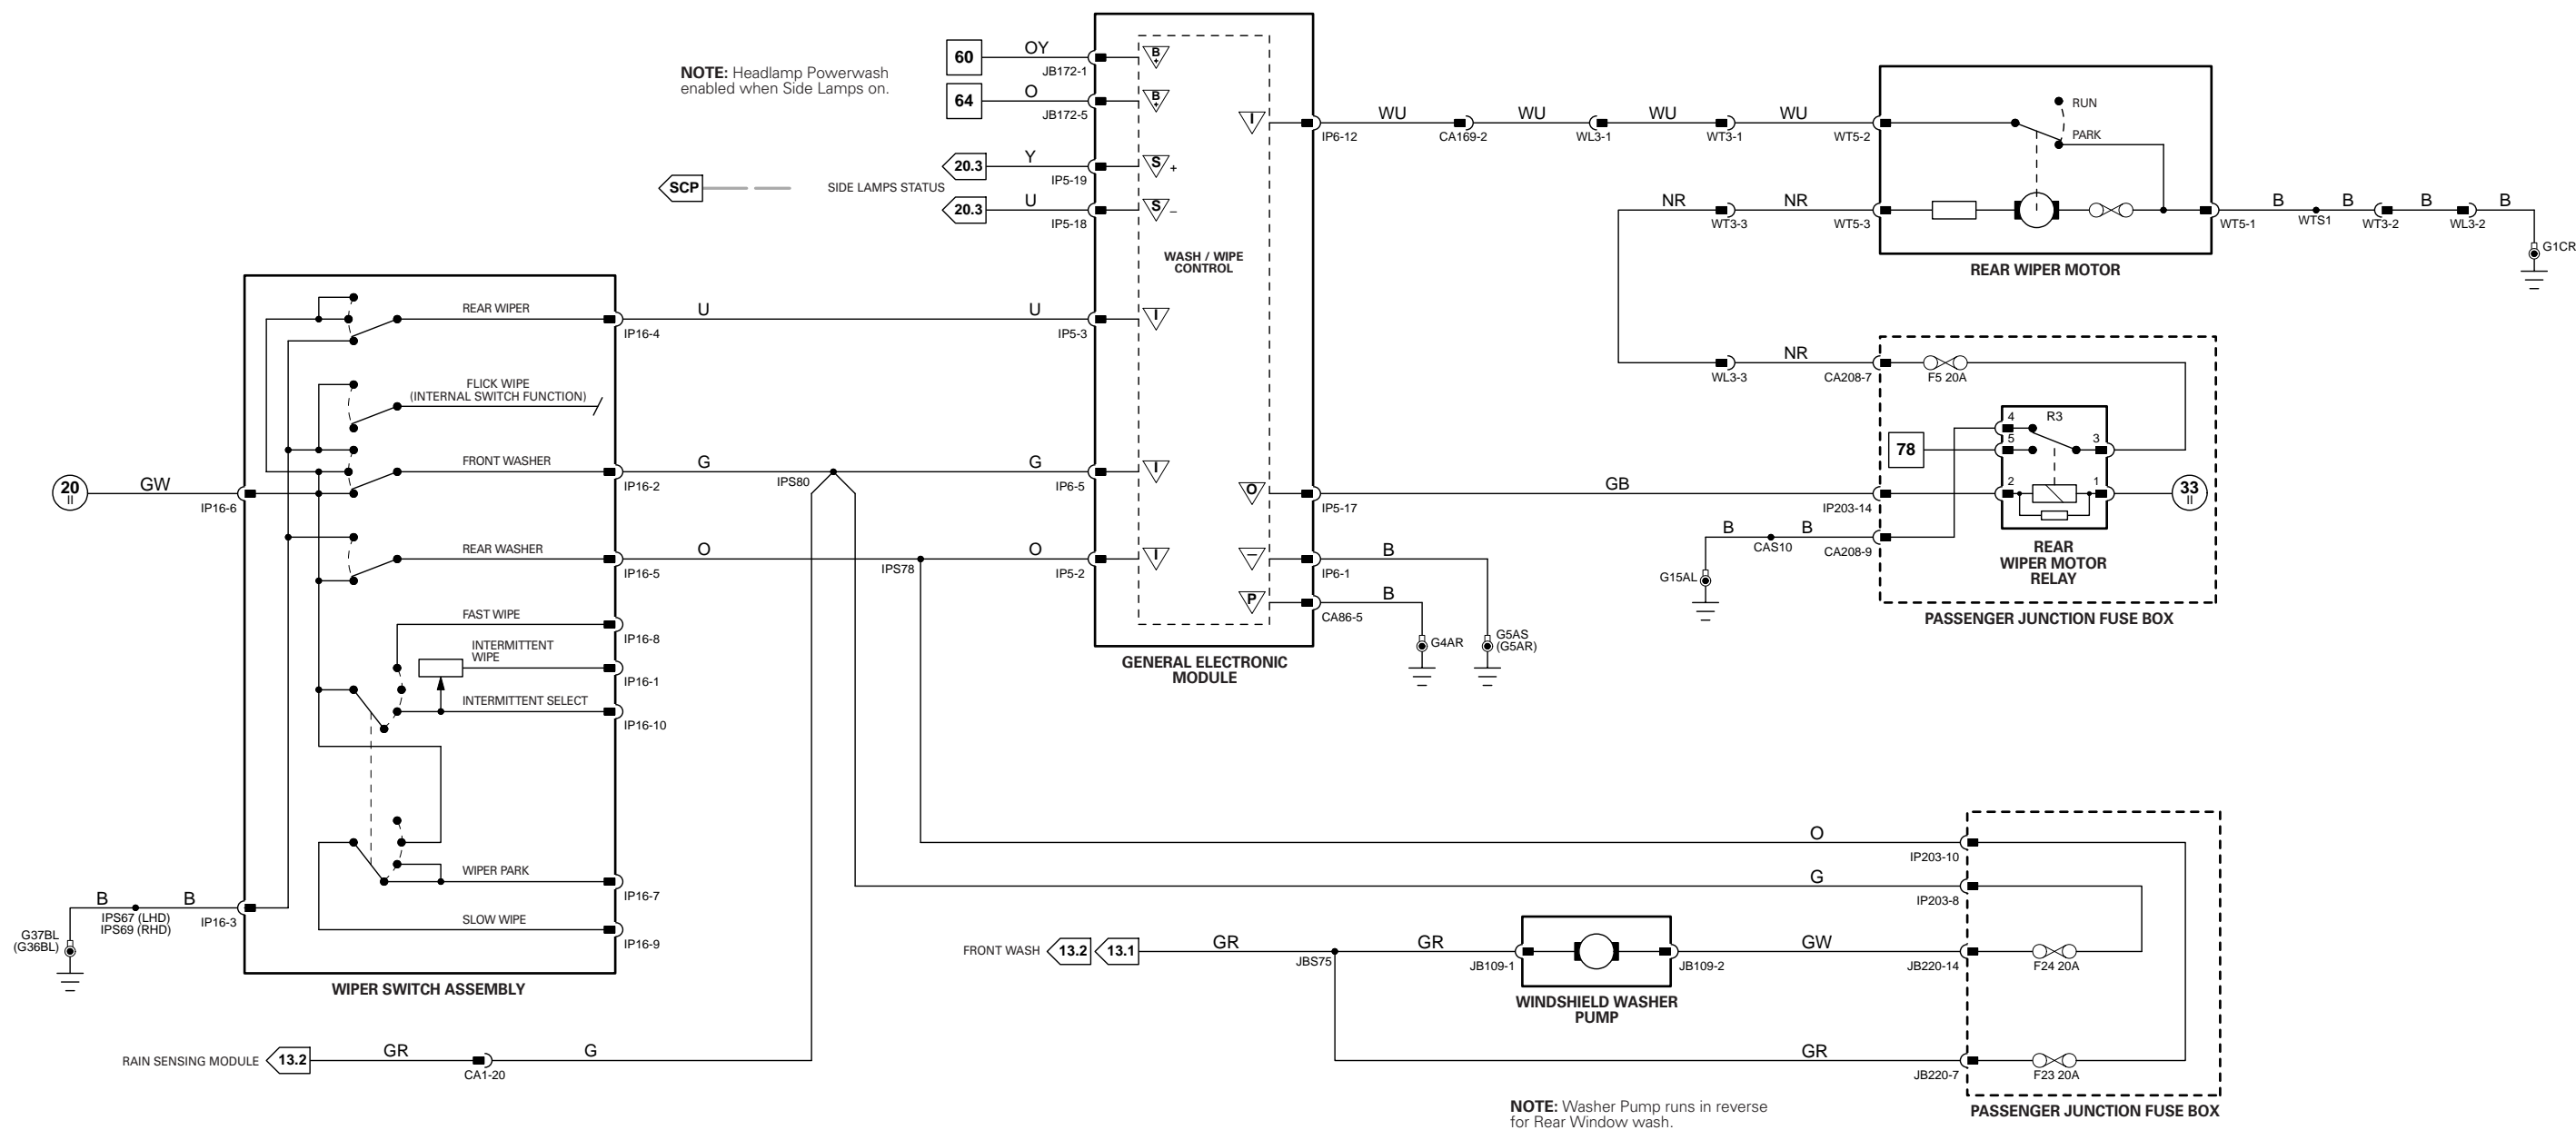 NOTE: Headlamp Powerwash
enabled when Side Lamps on.
60
OY
JB172-1
B
+
64
O
JB172-5
B
+
20.3
Y
IP5-19
S
+
SCP
SIDE LAMPS STATUS
20.3
U
IP5-18
S
–
WASH / WIPE
CONTROL
I
IP6-12
WU
CA169-2
WU
WL3-1
WU
WT3-1
WU
WT5-2
RUN
PARK
NR
WT3-3
NR
WT5-3
WT5-1
B
WTS1
B
WT3-2
B
WL3-2
B
G1CR
REAR WIPER MOTOR
REAR WIPER
IP16-4
U
U
IP5-3
I
FLICK WIPE
(INTERNAL SWITCH FUNCTION)
WL3-3
NR
CA208-7
F5 20A
4
R3
5
3
78
2
1
33
II
20
II
GW
IP16-6
FRONT WASHER
IP16-2
G
IPS80
G
IP6-5
I
O
IP5-17
GB
IP203-14
B
CAS10
B
CA208-9
G15AL
REAR
WIPER MOTOR
RELAY
PASSENGER JUNCTION FUSE BOX
REAR WASHER
IP16-5
O
IPS78
O
IP5-2
I
–
IP6-1
B
P
CA86-5
B
G4AR
G5AS
(G5AR)
GENERAL ELECTRONIC
MODULE
FAST WIPE
IP16-8
INTERMITTENT
WIPE
IP16-1
INTERMITTENT SELECT
IP16-10
WIPER PARK
IP16-7
SLOW WIPE
IP16-9
B
IPS67 (LHD)
IPS69 (RHD)
B
IP16-3
G37BL
(G36BL)
WIPER SWITCH ASSEMBLY
O
IP203-10
G
IP203-8
FRONT WASH
13.2
13.1
GR
JBS75
GR
JB109-1
JB109-2
GW
JB220-14
F24 20A
WINDSHIELD WASHER
PUMP
RAIN SENSING MODULE
13.2
GR
CA1-20
G
GR
JB220-7
F23 20A
NOTE: Washer Pump runs in reverse
for Rear Window wash.
PASSENGER JUNCTION FUSE BOX